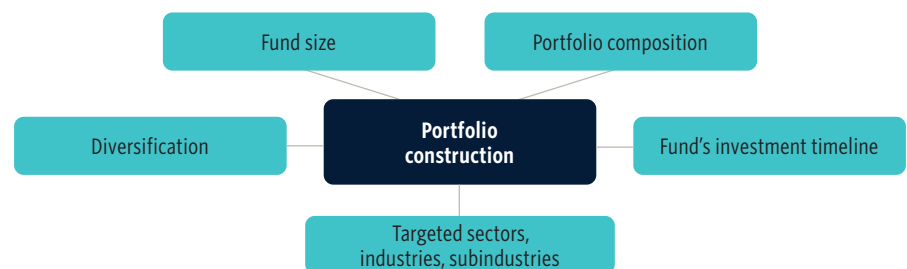 Fund size
Portfolio composition
Diversification
Portfolio
construction
Fund’s investment timeline
Targeted sectors,
industries, subindustries